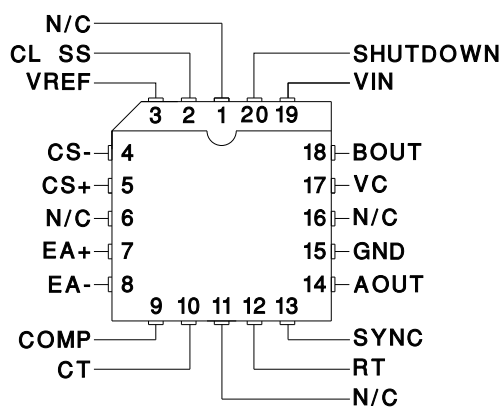 N/C
CL SS
SHUTDOWN
VREF
VIN
3 2 1 20 19
CS- 4
18 BOUT
CS+ 5
17 VC
N/C 6
16 N/C
EA+ 7
15 GND
EA- 8
14 AOUT
9 10 11 12 13
COMP
SYNC
CT
RT
N/C